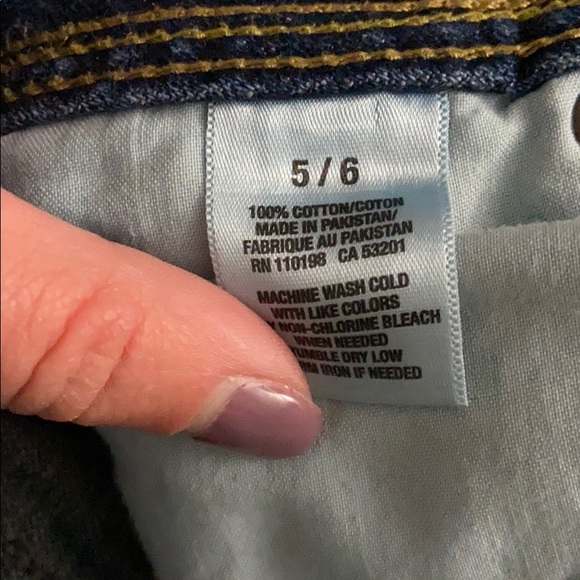 5/6
100% COTTON/COTON
MADE IN PAKISTAN/
FABRIQUE AU PAKISTAN
RN 110198 CA 53201
MACHINE WASH COLD
WITH LIKE COLORS
NON-CHLORINE BLEACH
WHEN NEEDED
TUMBLE DRY LOW
IRON IF NEEDED